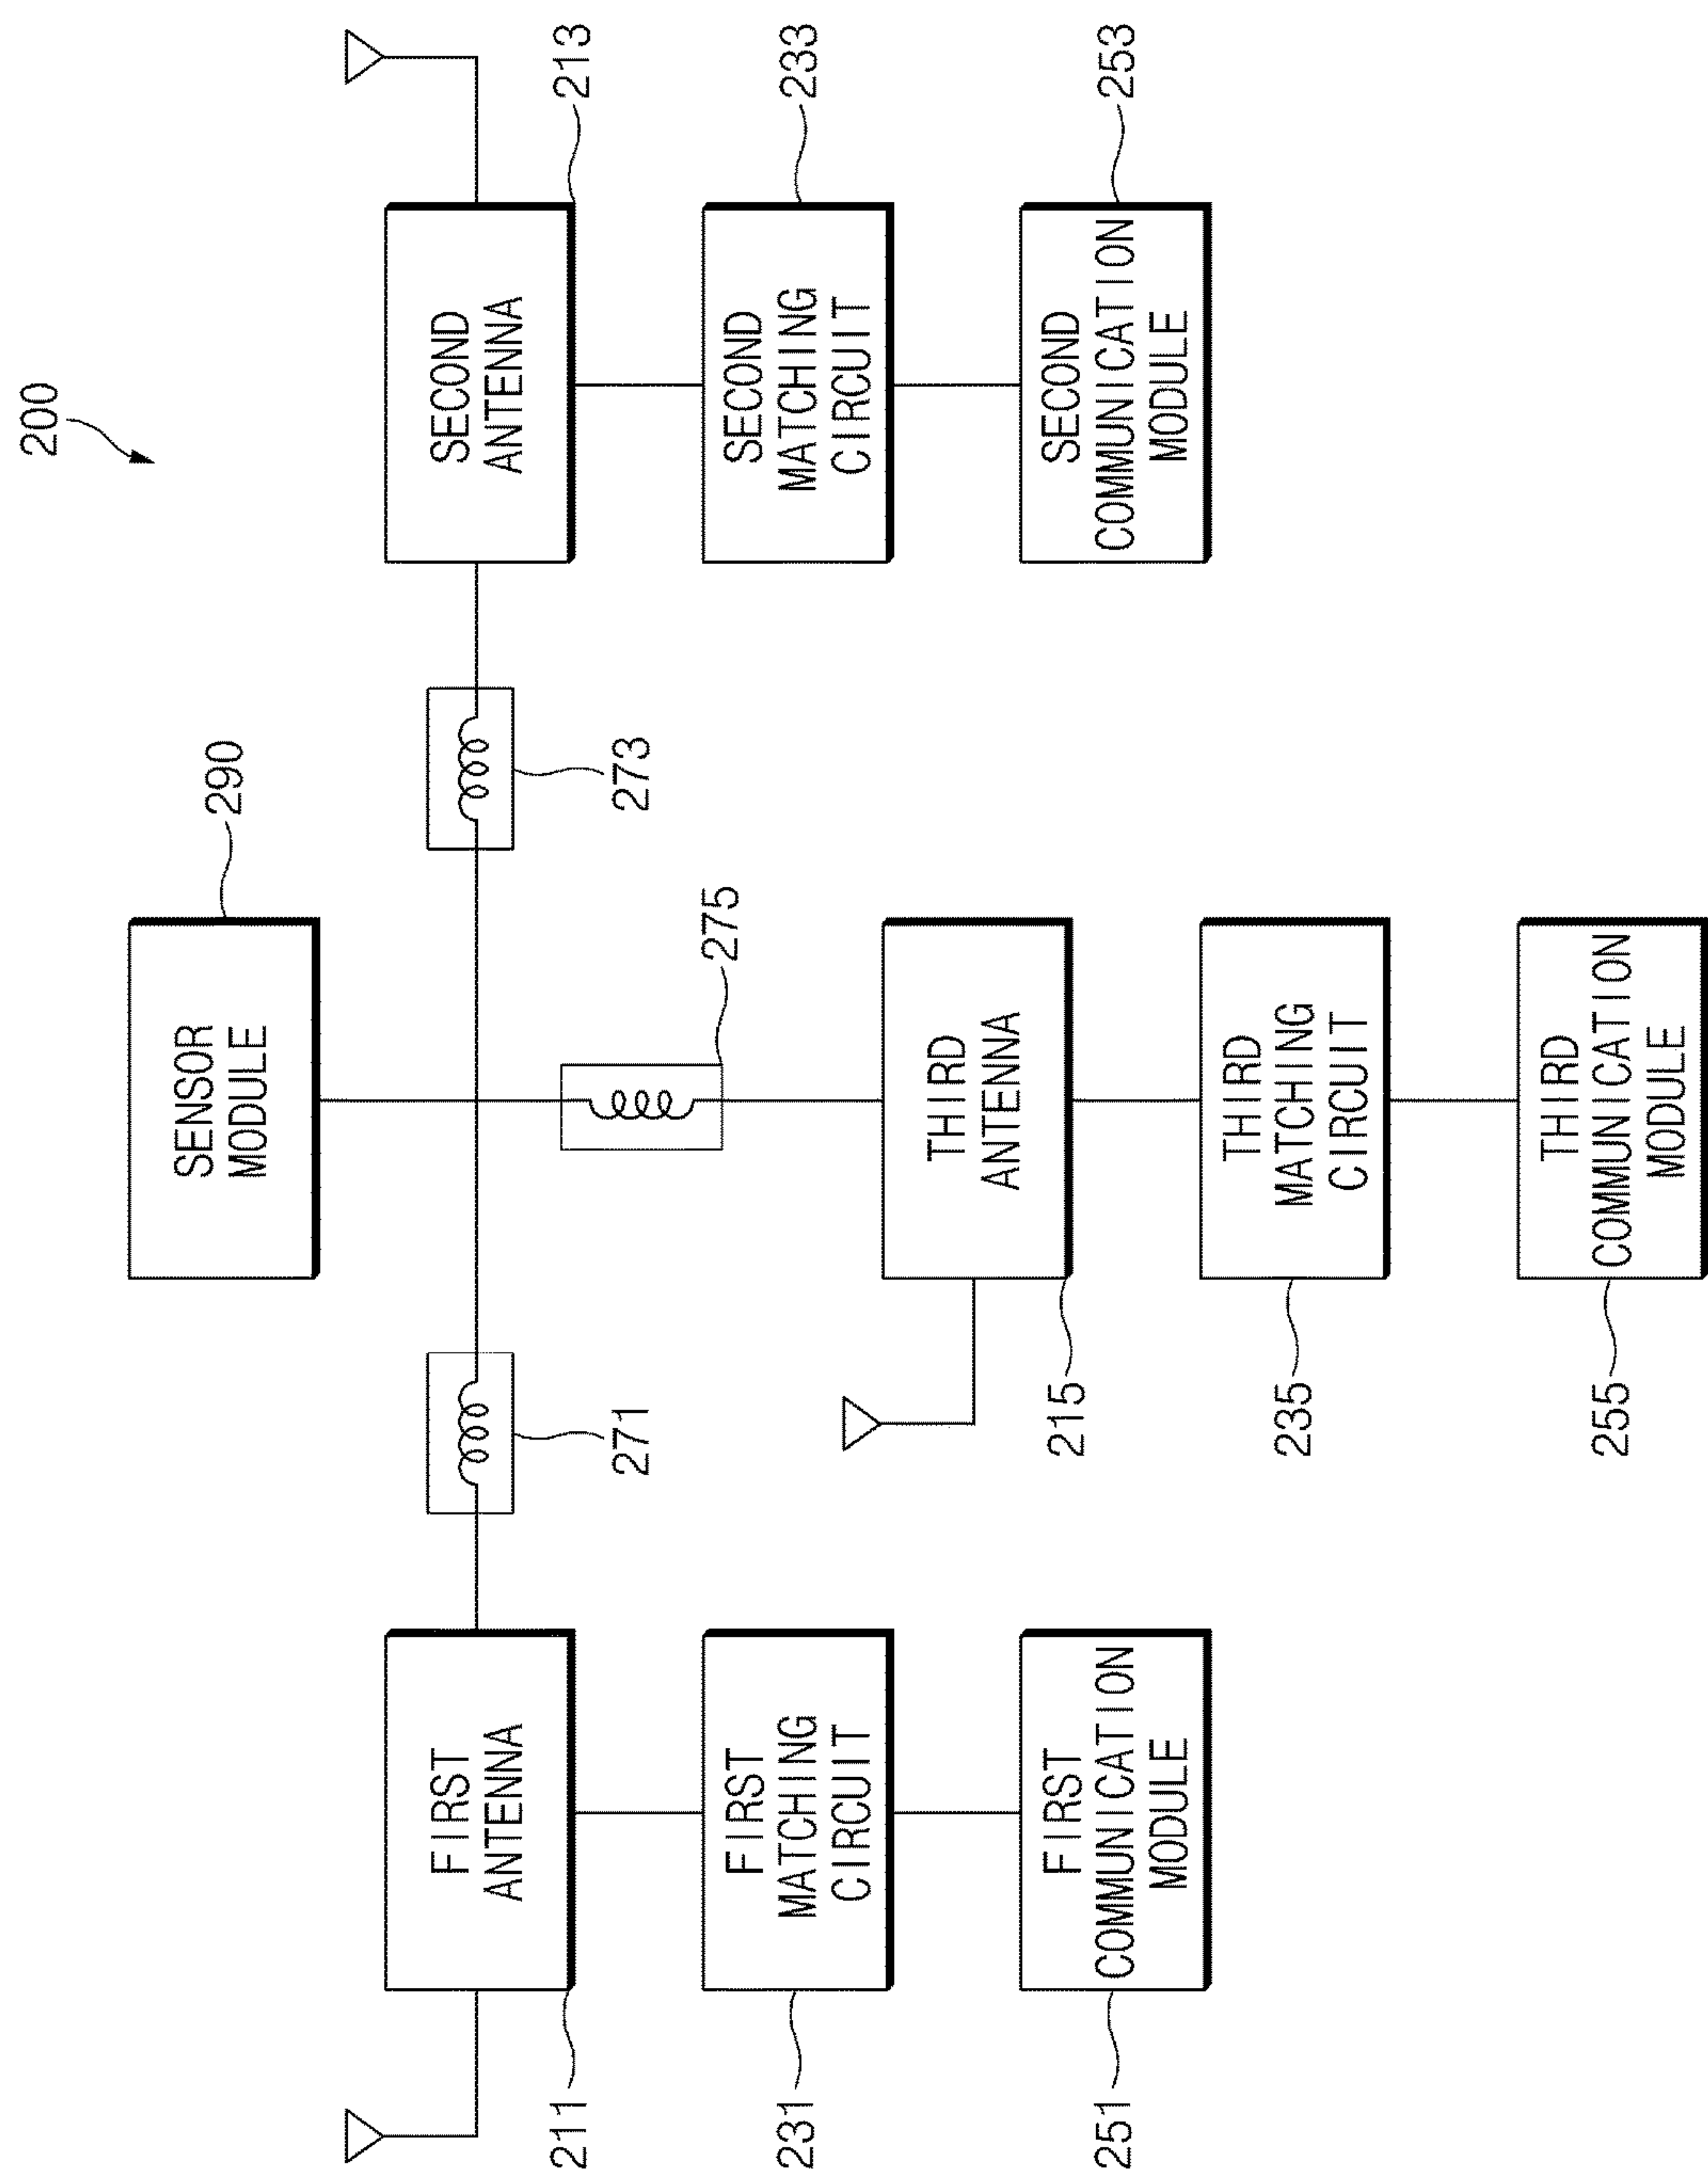 200
SENSOR
MODULE
290
FIRST
ANTENNA
211
271
273
SECOND
ANTENNA
213
275
FIRST
MATCHING
CIRCUIT
231
THIRD
ANTENNA
215
SECOND
MATCHING
CIRCUIT
233
FIRST
COMMUNICATION
MODULE
251
THIRD
MATCHING
CIRCUIT
235
SECOND
COMMUNICATION
MODULE
253
THIRD
COMMUNICATION
MODULE
255